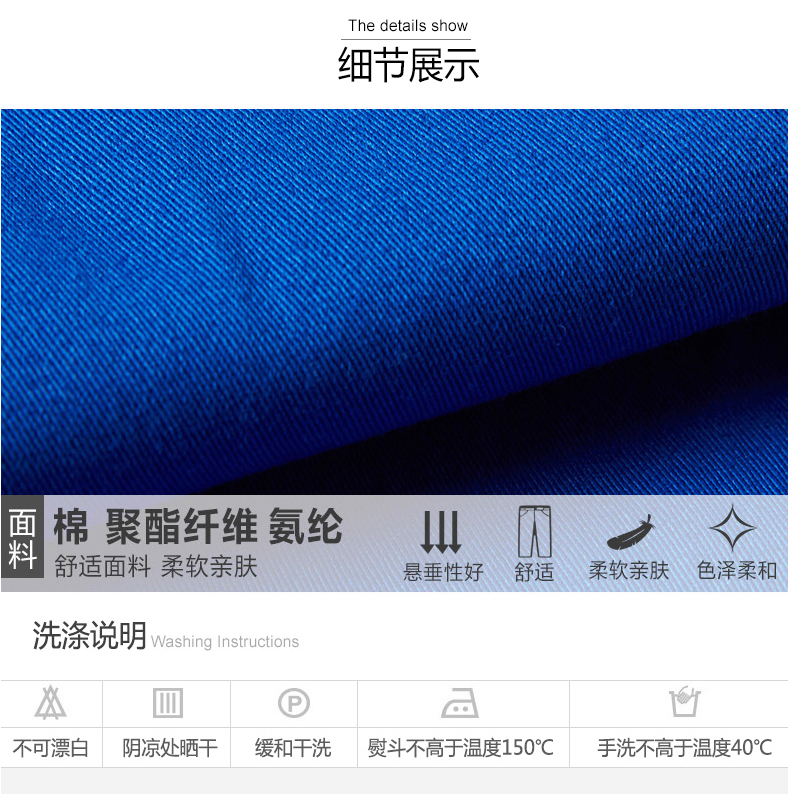 The details show
细节展示
面料
棉 聚酯纤维 氨纶
舒适面料 柔软亲肤
悬垂性好
舒适
柔软亲肤
色泽柔和
洗涤说明 Washing Instructions
P
不可漂白
阴凉处晒干
缓和干洗
熨斗不高于温度150℃
手洗不高于温度40℃